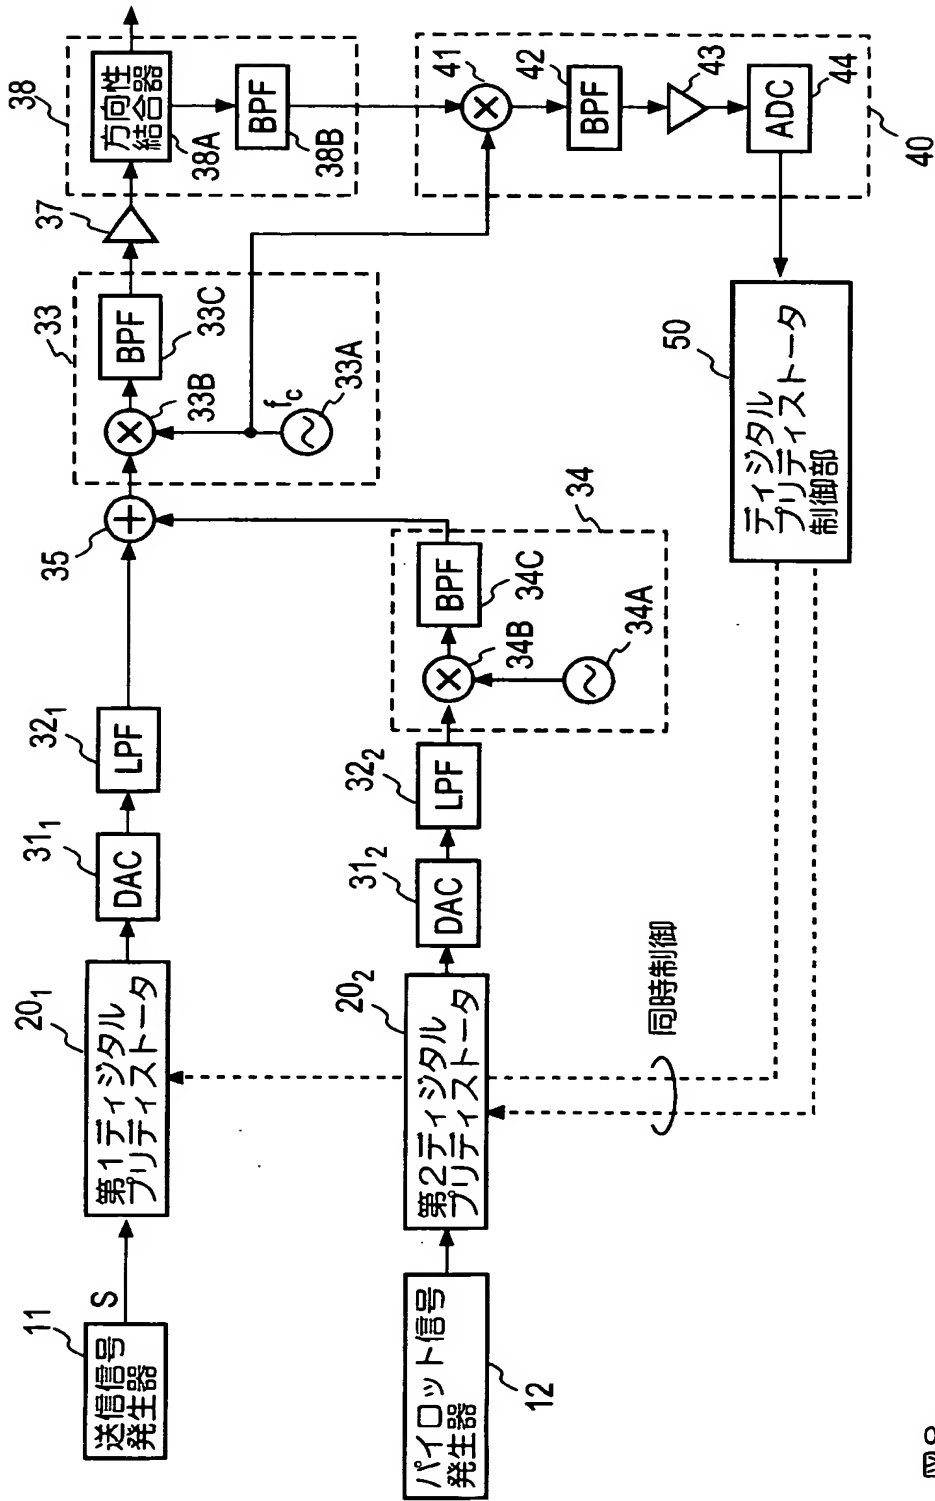 11
送信信号
発生器
S
20₁
第1ディジタル
プリディストータ
31₁
DAC
32₁
LPF
35
33
33B
BPF
33C
fc
33A
37
38
方向性
結合器
38A
BPF
38B
パイロット信号
発生器
12
20₂
第2ディジタル
プリディストータ
31₂
DAC
32₂
LPF
34
34B
BPF
34C
34A
41
42
BPF
43
ADC
44
40
同時制御
50
ディジタル
プリディストータ
制御部